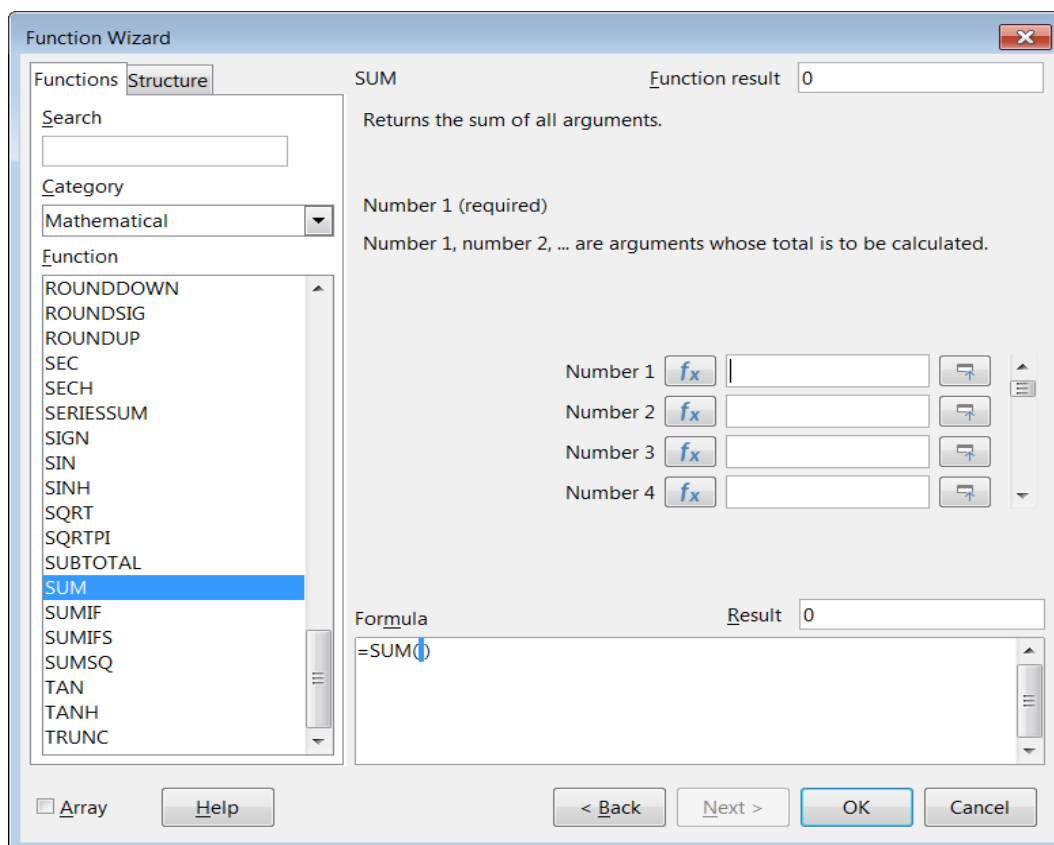 Function Wizard
Functions Structure
Search
Category
Mathematical
Function
ROUNDDOWN
ROUNDSIG
ROUNDUP
SEC
SECH
SERIESSUM
SIGN
SIN
SINH
SQRT
SQRTPI
SUBTOTAL
SUM
SUMIF
SUMIFS
SUMSQ
TAN
TANH
TRUNC
SUM Function result 0
Returns the sum of all arguments.
Number 1 (required)
Number 1, number 2, ... are arguments whose total is to be calculated.
Number 1 fx
Number 2 fx
Number 3 fx
Number 4 fx
Formula Result 0
=SUM()
Array Help < Back Next > OK Cancel